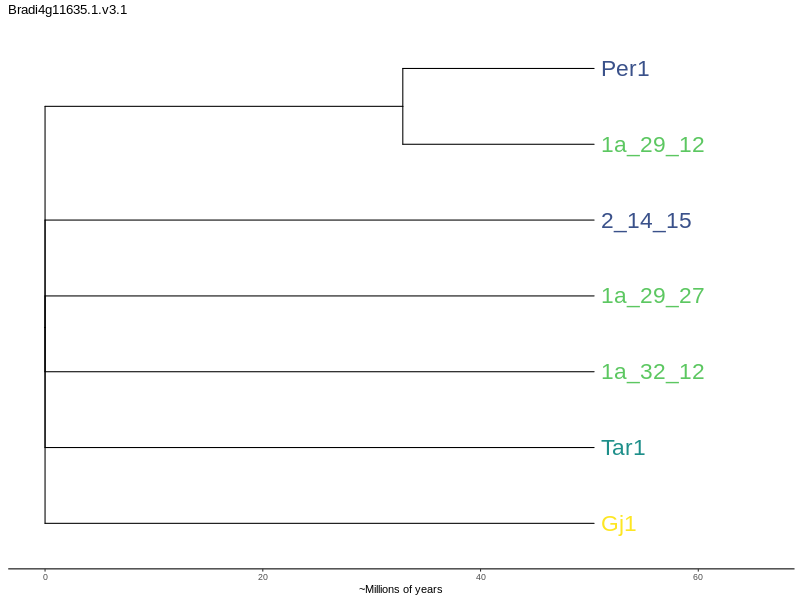 Bradi4g11635.1.v3.1
Per1
1a_29_12
2_14_15
1a_29_27
1a_32_12
Tar1
Gj1
0 20 40 60
~Millions of years